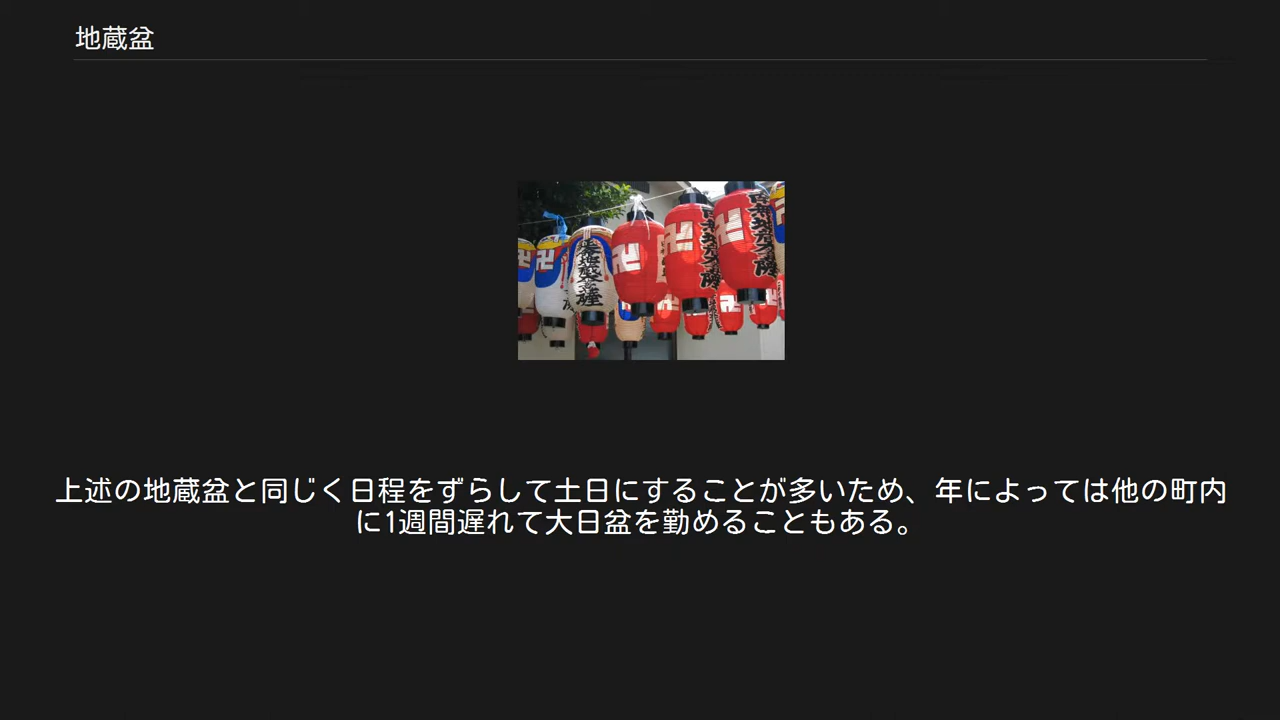 地蔵盆
上述の地蔵盆と同じく日程をずらして土日にすることが多いため、年によっては他の町内
に1週間遅れて大日盆を勤めることもある。